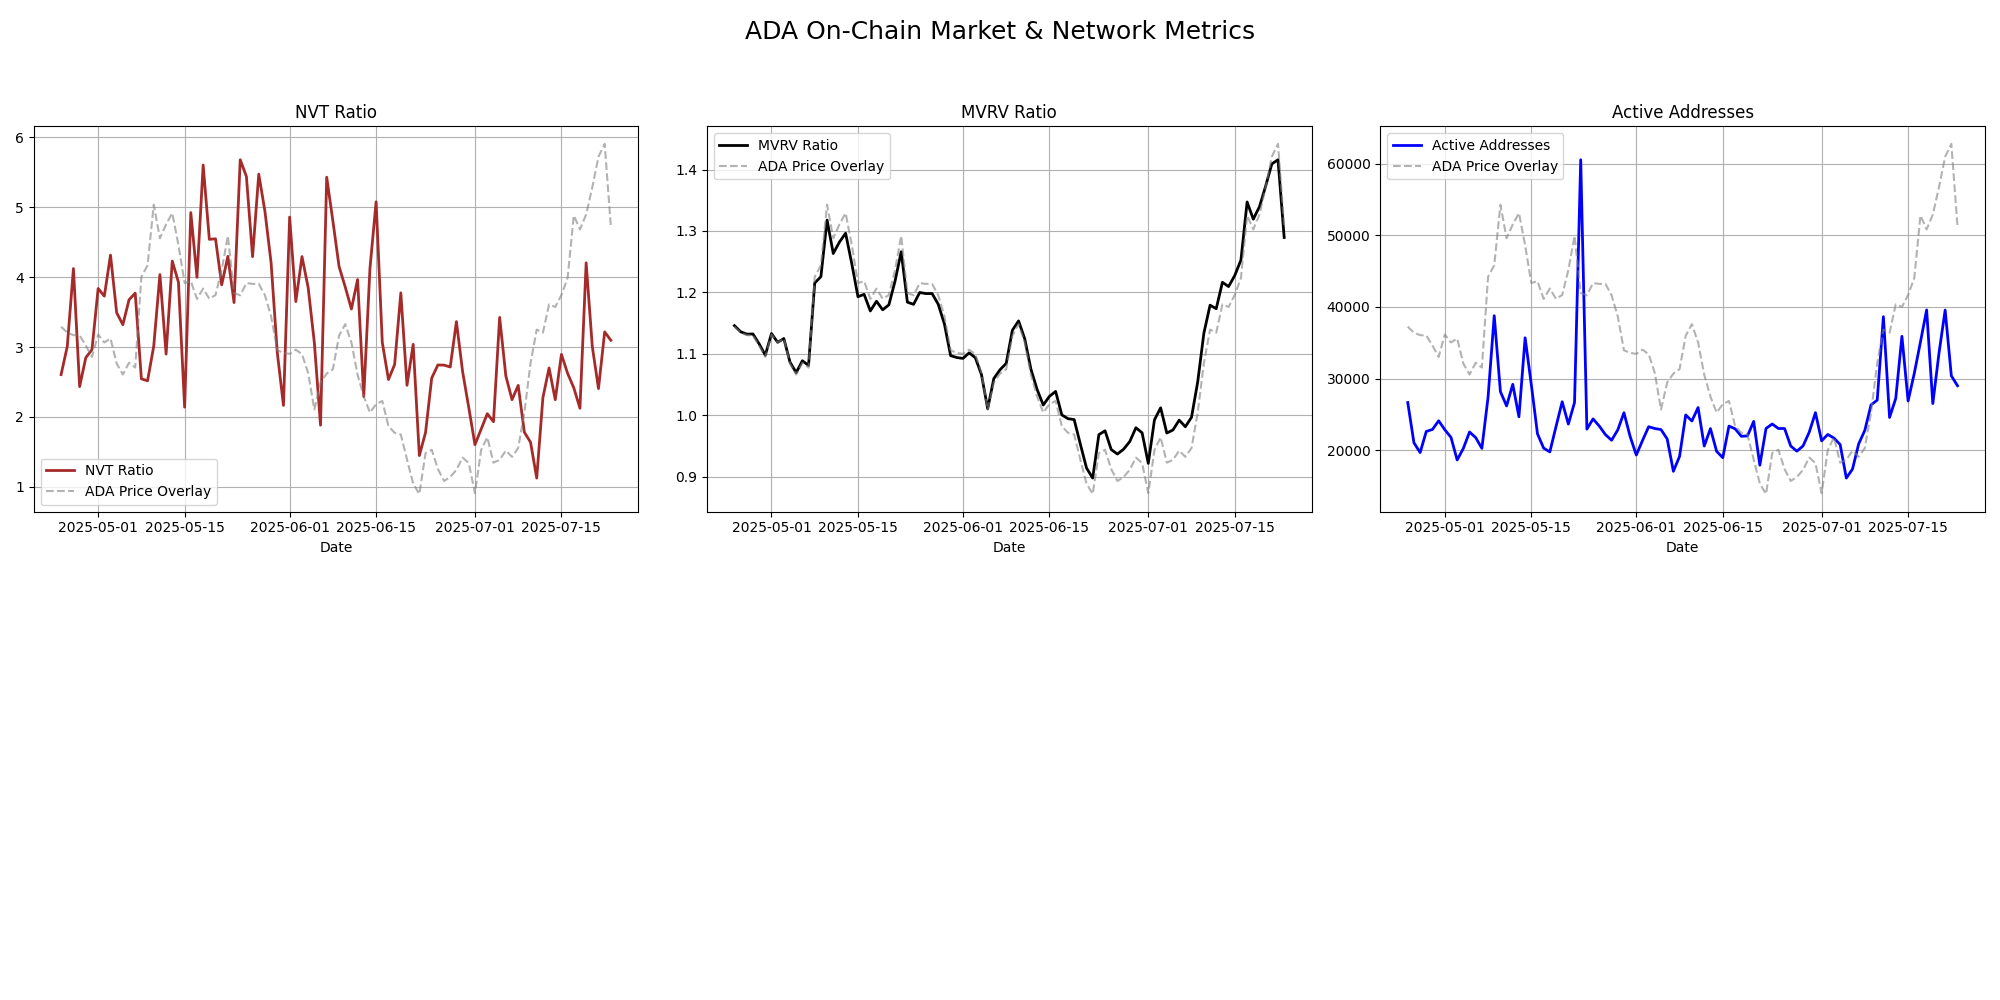 ADA On-Chain Market & Network Metrics
NVT Ratio
6
5
4
3
2
1
NVT Ratio
ADA Price Overlay
2025-05-01 2025-05-15 2025-06-01 2025-06-15 2025-07-01 2025-07-15
Date
MVRV Ratio
MVRV Ratio
ADA Price Overlay
1.4
1.3
1.2
1.1
1.0
0.9
2025-05-01 2025-05-15 2025-06-01 2025-06-15 2025-07-01 2025-07-15
Date
Active Addresses
Active Addresses
ADA Price Overlay
60000
50000
40000
30000
20000
2025-05-01 2025-05-15 2025-06-01 2025-06-15 2025-07-01 2025-07-15
Date